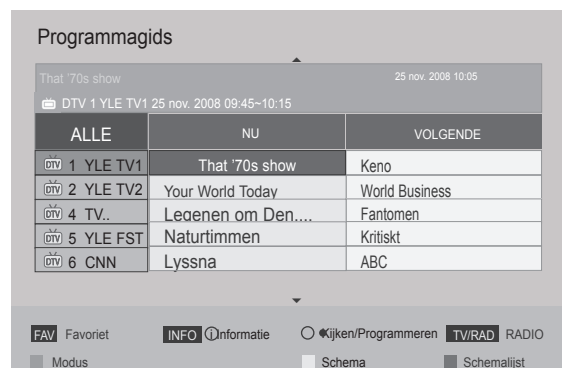 Programmagids
That '70s show 25 nov. 2008 10:05
DTV 1 YLE TV1 25 nov. 2008 09:45~10:15
ALLE NU VOLGENDE
DTV 1 YLE TV1 That '70s show Keno
DTV 2 YLE TV2 Your World Today World Business
DTV 4 TV.. Legenen om Den.... Fantomen
DTV 5 YLE FST Naturtimmen Kritiskt
DTV 6 CNN Lyssna ABC
FAV Favoriet INFO ⓘInformatie Kijken/Programmeren TV/RAD RADIO
Modus Schema Schemalijst